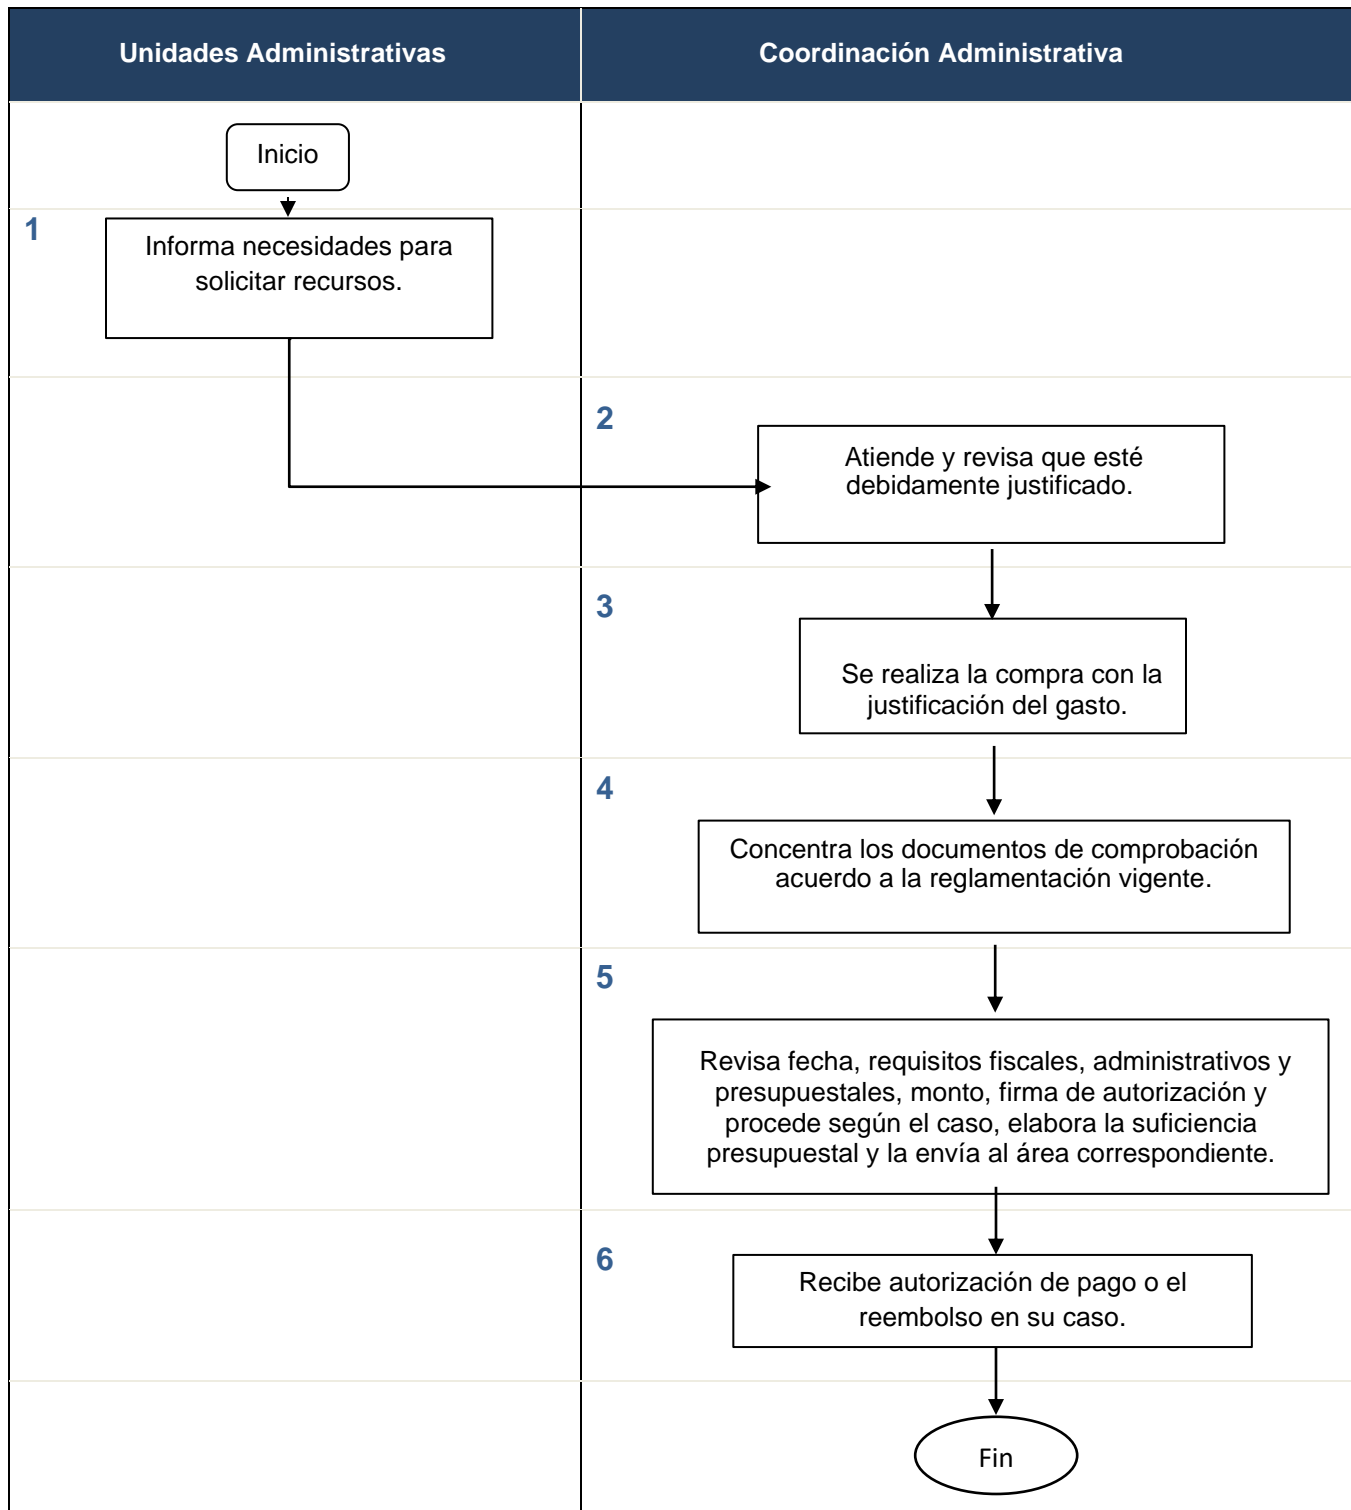 Unidades Administrativas
Coordinación Administrativa
Inicio
1
Informa necesidades para
solicitar recursos.
2
Atiende y revisa que esté
debidamente justificado.
3
Se realiza la compra con la
justificación del gasto.
4
Concentra los documentos de comprobación
acuerdo a la reglamentación vigente.
5
Revisa fecha, requisitos fiscales, administrativos y
presupuestales, monto, firma de autorización y
procede según el caso, elabora la suficiencia
presupuestal y la envía al área correspondiente.
6
Recibe autorización de pago o el
reembolso en su caso.
Fin